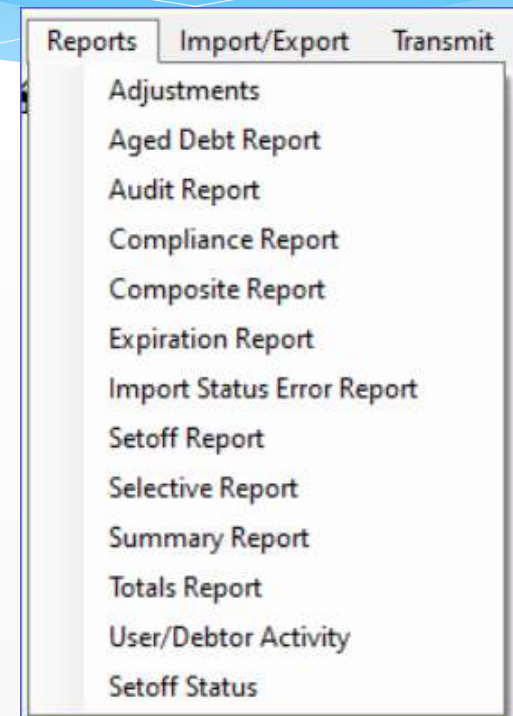 Reports Import/Export Transmit
Adjustments
Aged Debt Report
Audit Report
Compliance Report
Composite Report
Expiration Report
Import Status Error Report
Setoff Report
Selective Report
Summary Report
Totals Report
User/Debtor Activity
Setoff Status